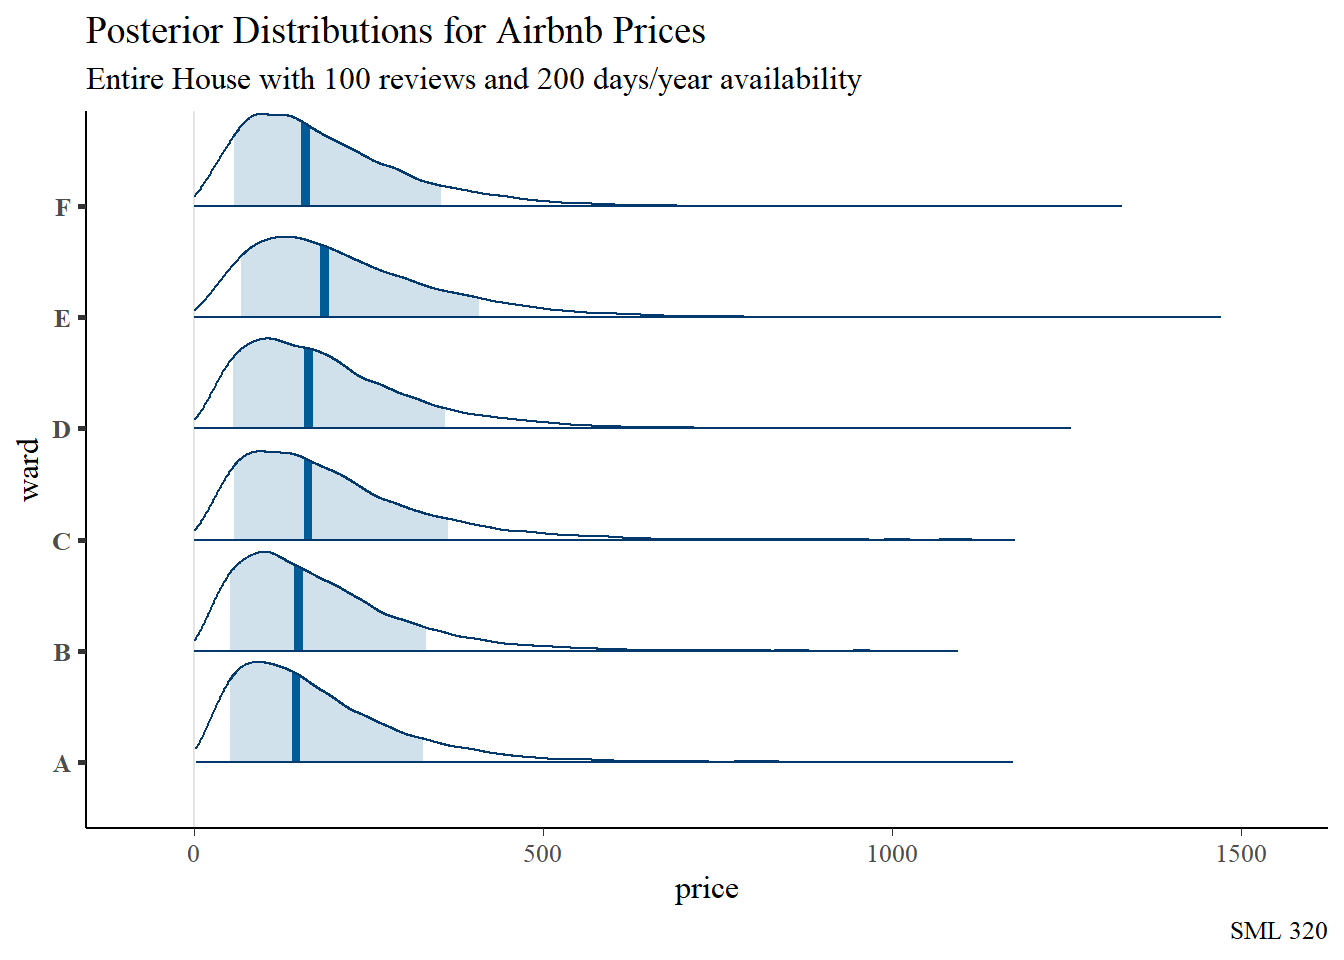 Posterior Distributions for Airbnb Prices
Entire House with 100 reviews and 200 days/year availability
F
E
D
C
B
A
ward
0 500 1000 1500
price
SML 320